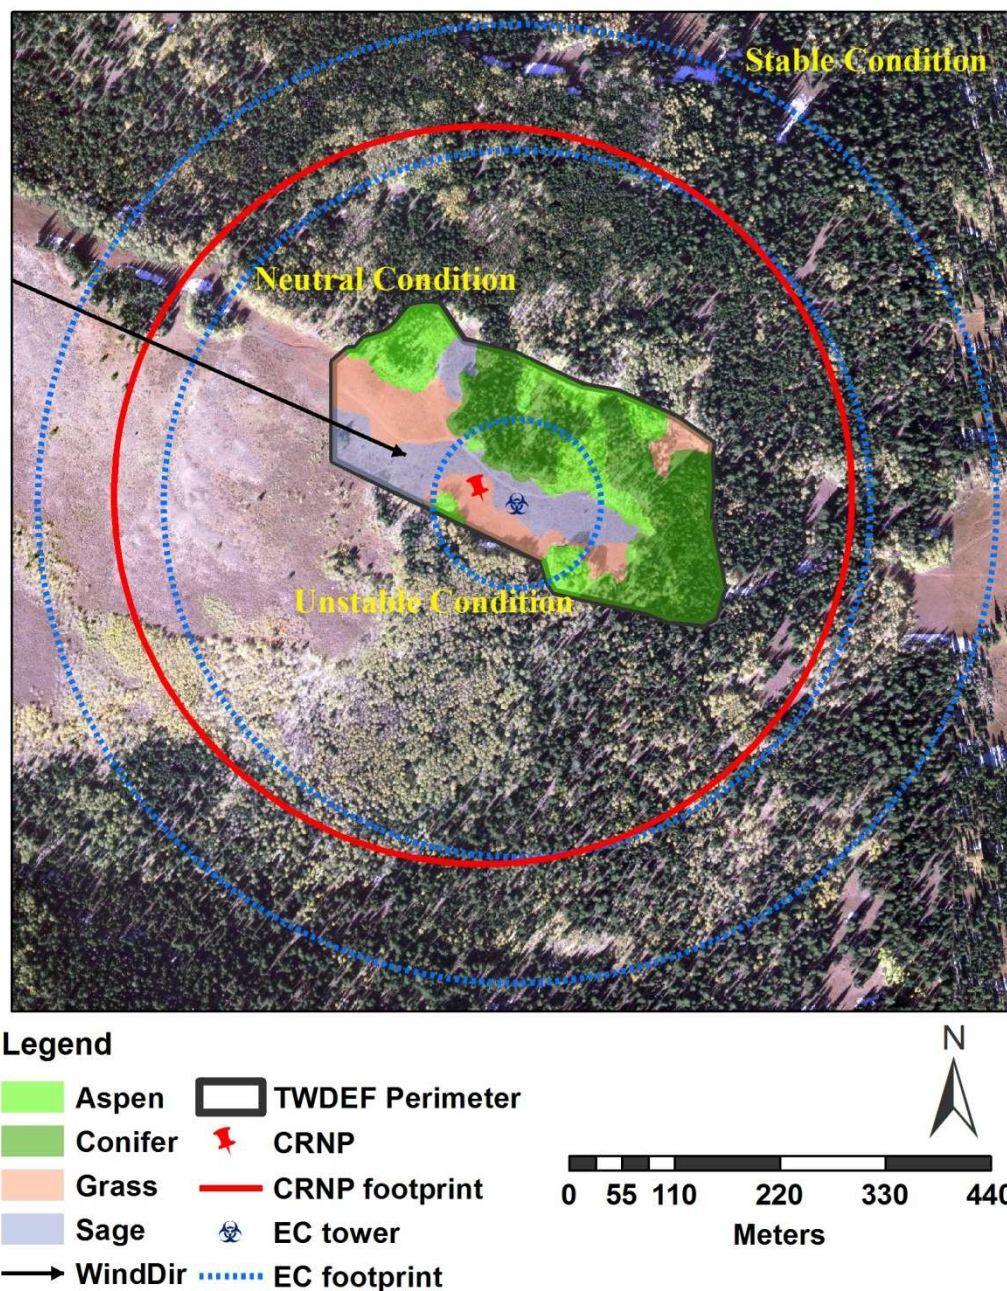 Stable Condition
Neutral Condition
Unstable Condition
Legend
N
Aspen TWDEF Perimeter
Conifer CRNP
Grass CRNP footprint
Sage EC tower
WindDir EC footprint
0 55 110 220 330 440
Meters